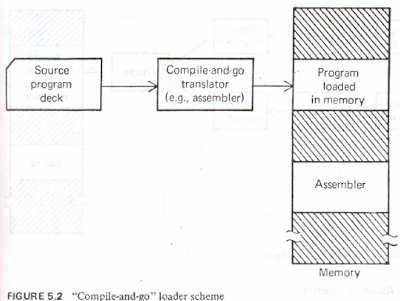 Source
program
deck
Compile-and-go
translator
(e.g., assembler)
Program
loaded
in memory
Assembler
Memory
FIGURE 5.2 "Compile-and-go" loader scheme